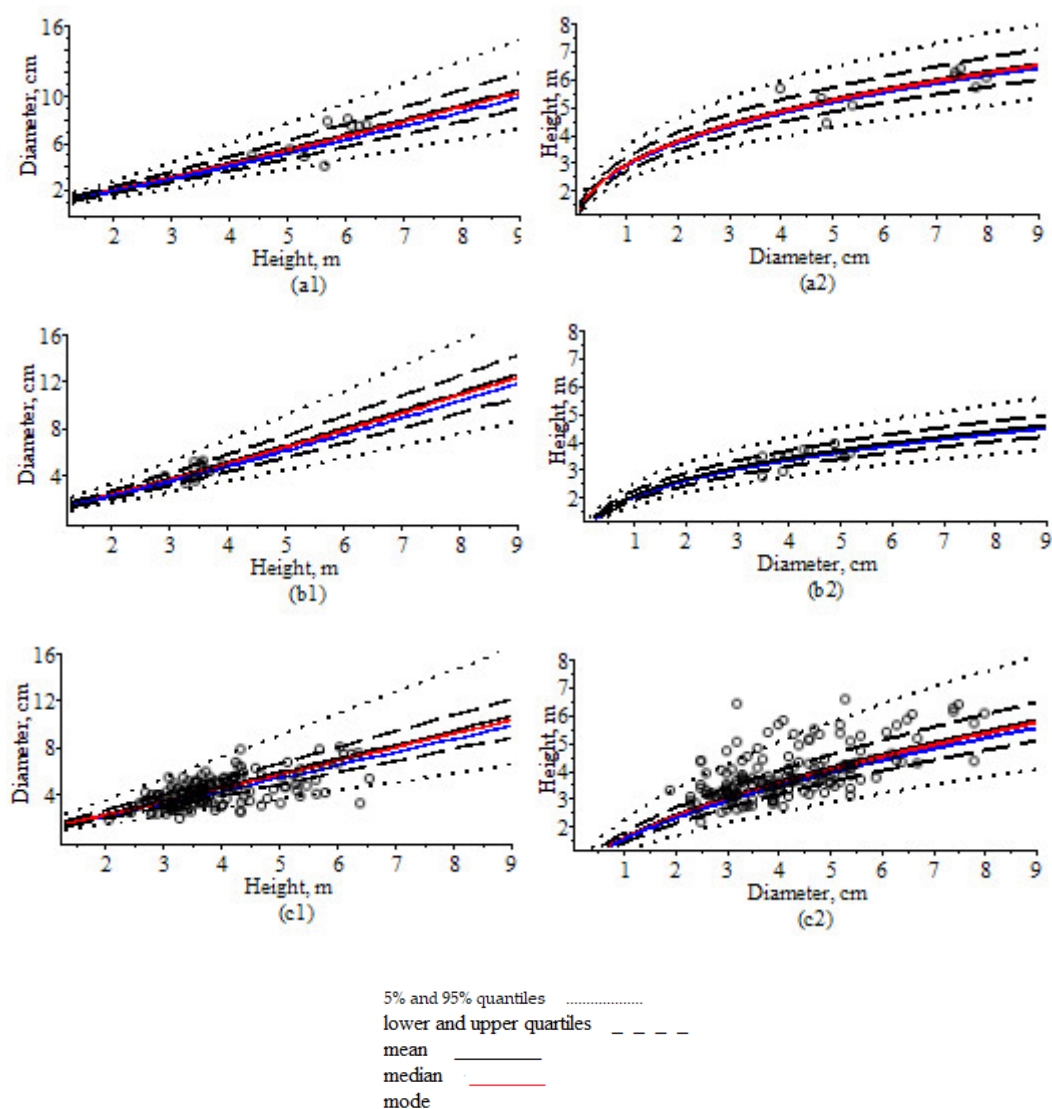 16
10
6
2
Diameter, cm
2 3 4 5 6 7 8 9
Height, m
(a1)
8
7
6
5
4
3
2
Height, m
1 2 3 4 5 6 7 8 9
Diameter, cm
(a2)
16
12
8
4
Diameter, cm
2 3 4 5 6 7 8 9
Height, m
(b1)
8
7
6
5
4
3
2
Height, m
1 2 3 4 5 6 7 8 9
Diameter, cm
(b2)
16
12
8
4
Diameter, cm
2 3 4 5 6 7 8 9
Height, m
(c1)
8
7
6
5
4
3
2
Height, m
1 2 3 4 5 6 7 8 9
Diameter, cm
(c2)
5% and 95% quantiles
lower and upper quartiles
mean
median
mode